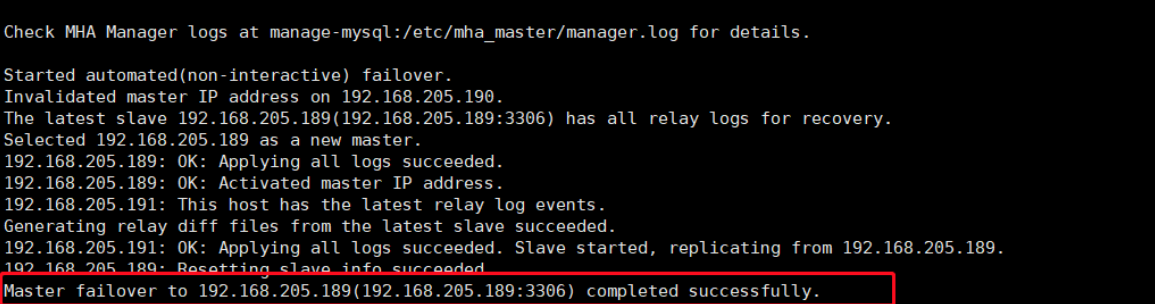 Check MHA Manager logs at manage-mysql:/etc/mha_master/manager.log for details.
Started automated(non-interactive) failover.
Invalidated master IP address on 192.168.205.190.
The latest slave 192.168.205.189(192.168.205.189:3306) has all relay logs for recovery.
Selected 192.168.205.189 as a new master.
192.168.205.189: OK: Applying all logs succeeded.
192.168.205.189: OK: Activated master IP address.
192.168.205.191: This host has the latest relay log events.
Generating relay diff files from the latest slave succeeded.
192.168.205.191: OK: Applying all logs succeeded. Slave started, replicating from 192.168.205.189.
192.168.205.189: Resetting slave info succeeded.
Master failover to 192.168.205.189(192.168.205.189:3306) completed successfully.